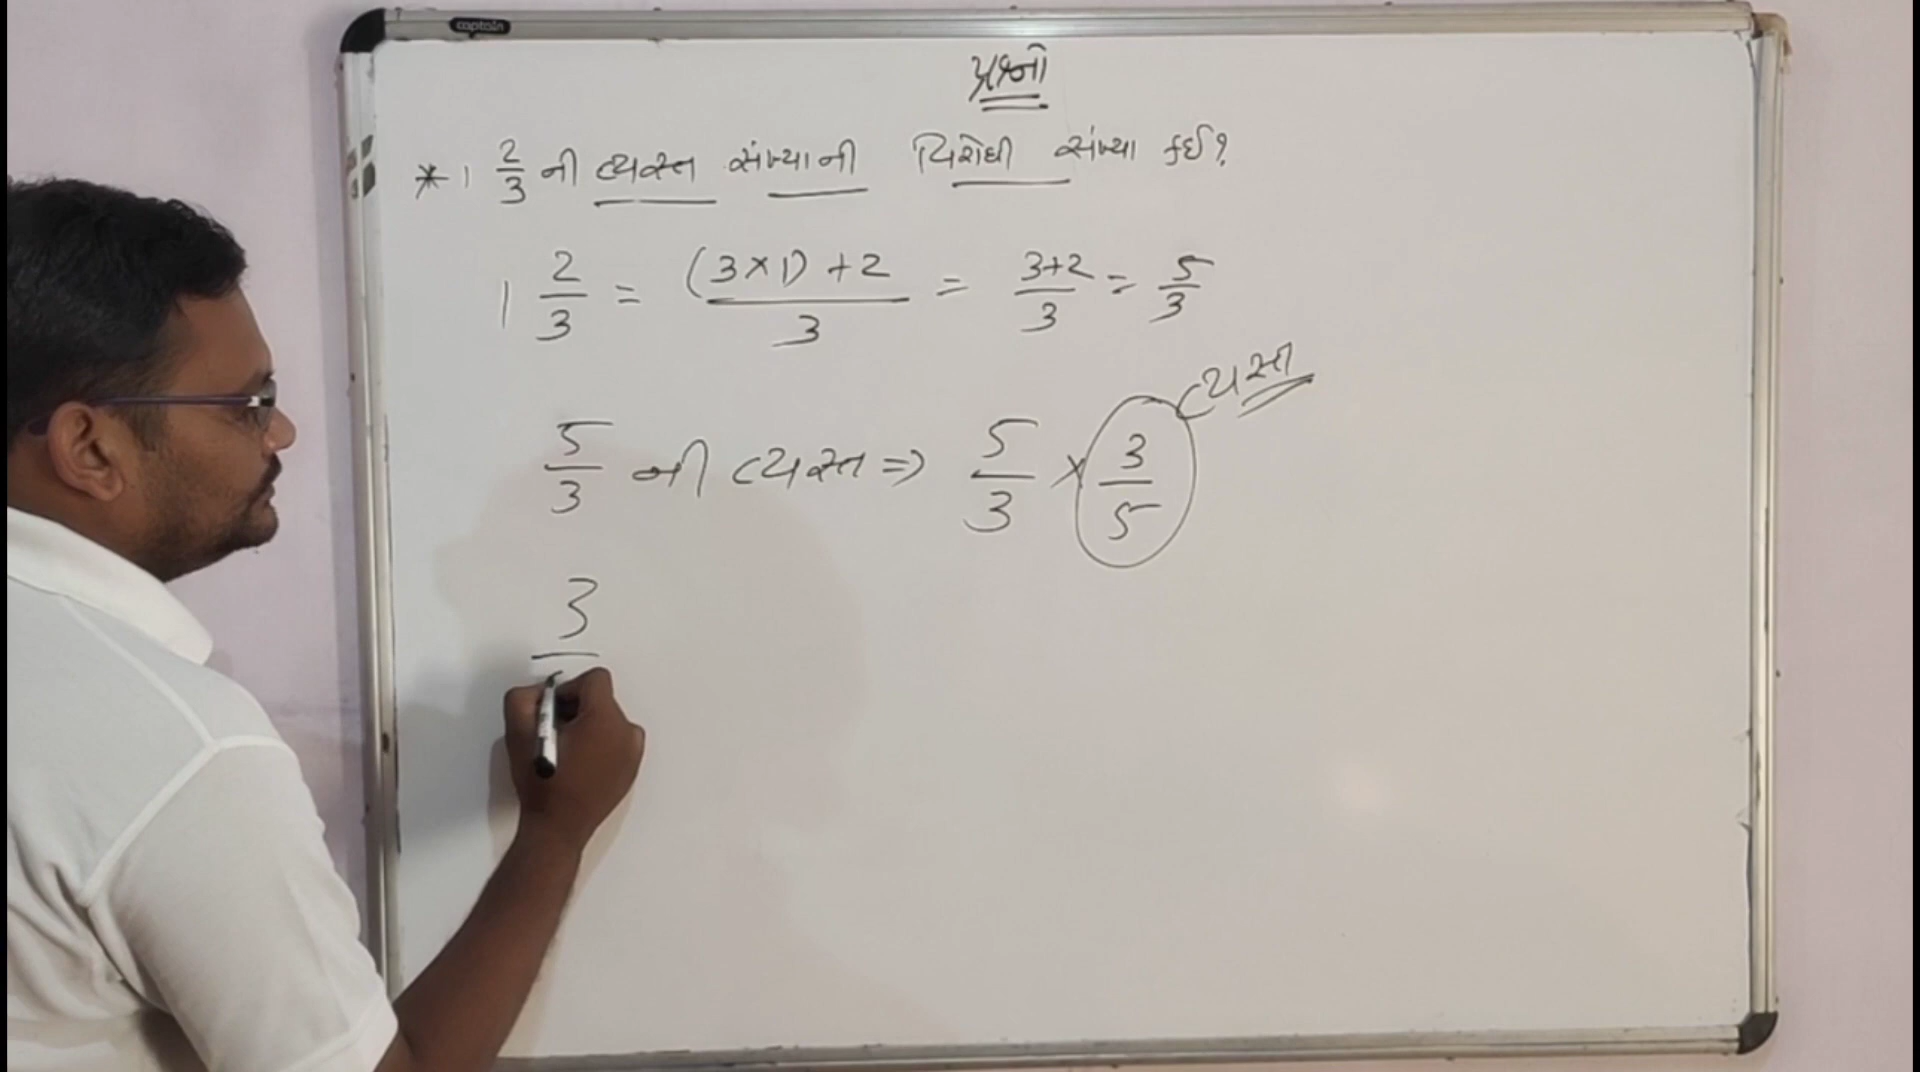 captain
પ્રશ્નો
* 1 2/3 ની વ્યસ્ત સંખ્યાની વિરોધી સંખ્યા કઈ?
1 2/3 = (3×1)+2/3 = 3+2/3 = 5/3
વ્યસ્ત
5/3 ની વ્યસ્ત ⇒ 5/3 × 3/5
3